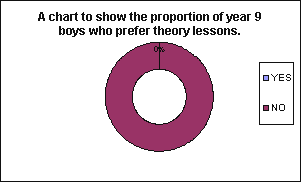 A chart to show the proportion of year 9
boys who prefer theory lessons.
0%
YES
NO